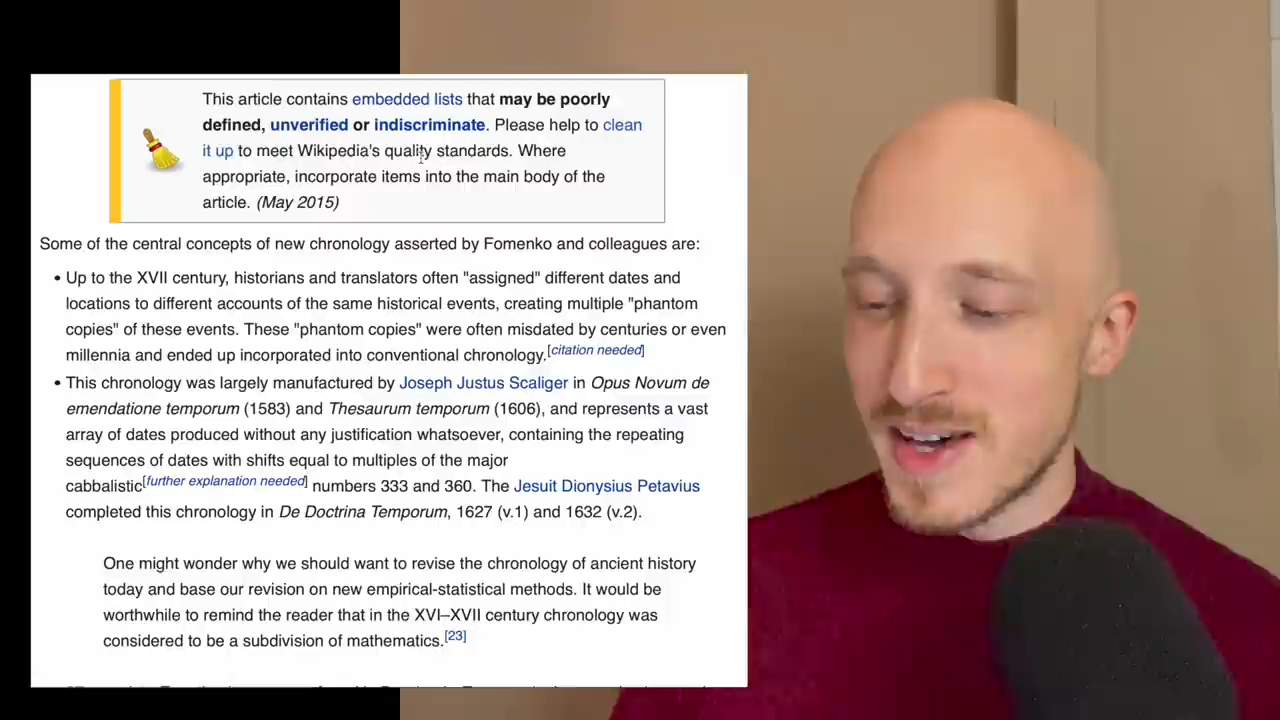 This article contains embedded lists that may be poorly
defined, unverified or indiscriminate. Please help to clean
it up to meet Wikipedia's quality standards. Where
appropriate, incorporate items into the main body of the
article. (May 2015)
Some of the central concepts of new chronology asserted by Fomenko and colleagues are:
• Up to the XVII century, historians and translators often "assigned" different dates and
locations to different accounts of the same historical events, creating multiple "phantom
copies" of these events. These "phantom copies" were often misdated by centuries or even
millennia and ended up incorporated into conventional chronology.[citation needed]
• This chronology was largely manufactured by Joseph Justus Scaliger in Opus Novum de
emendatione temporum (1583) and Thesaurum temporum (1606), and represents a vast
array of dates produced without any justification whatsoever, containing the repeating
sequences of dates with shifts equal to multiples of the major
cabbalistic[further explanation needed] numbers 333 and 360. The Jesuit Dionysius Petavius
completed this chronology in De Doctrina Temporum, 1627 (v.1) and 1632 (v.2).
One might wonder why we should want to revise the chronology of ancient history
today and base our revision on new empirical-statistical methods. It would be
worthwhile to remind the reader that in the XVI–XVII century chronology was
considered to be a subdivision of mathematics.[23]